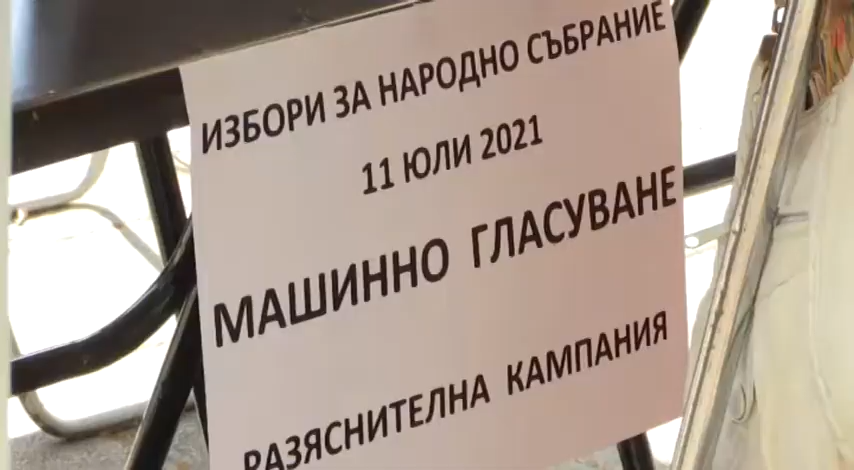 ИЗБОРИ ЗА НАРОДНО СЪБРАНИЕ
11 ЮЛИ 2021
МАШИННО ГЛАСУВАНЕ
РАЗЯСНИТЕЛНА КАМПАНИЯ